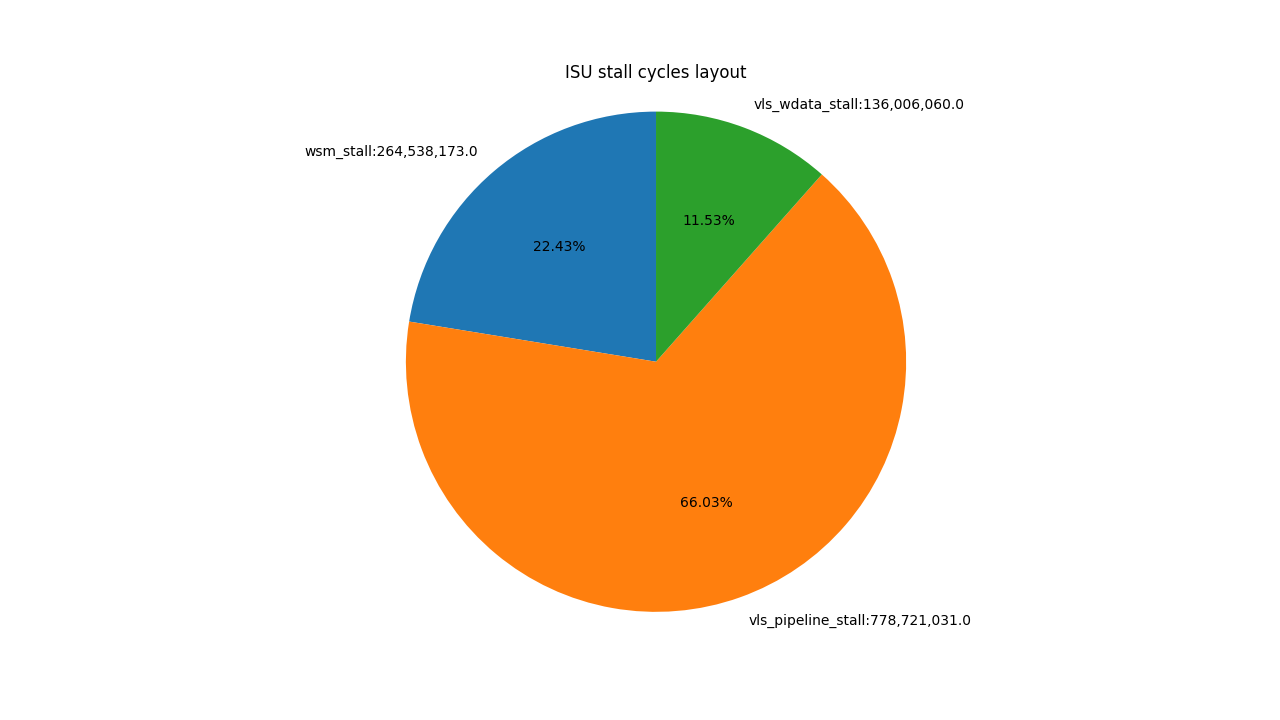 ISU stall cycles layout
vls_wdata_stall:136,006,060.0
wsm_stall:264,538,173.0
11.53%
22.43%
66.03%
vls_pipeline_stall:778,721,031.0